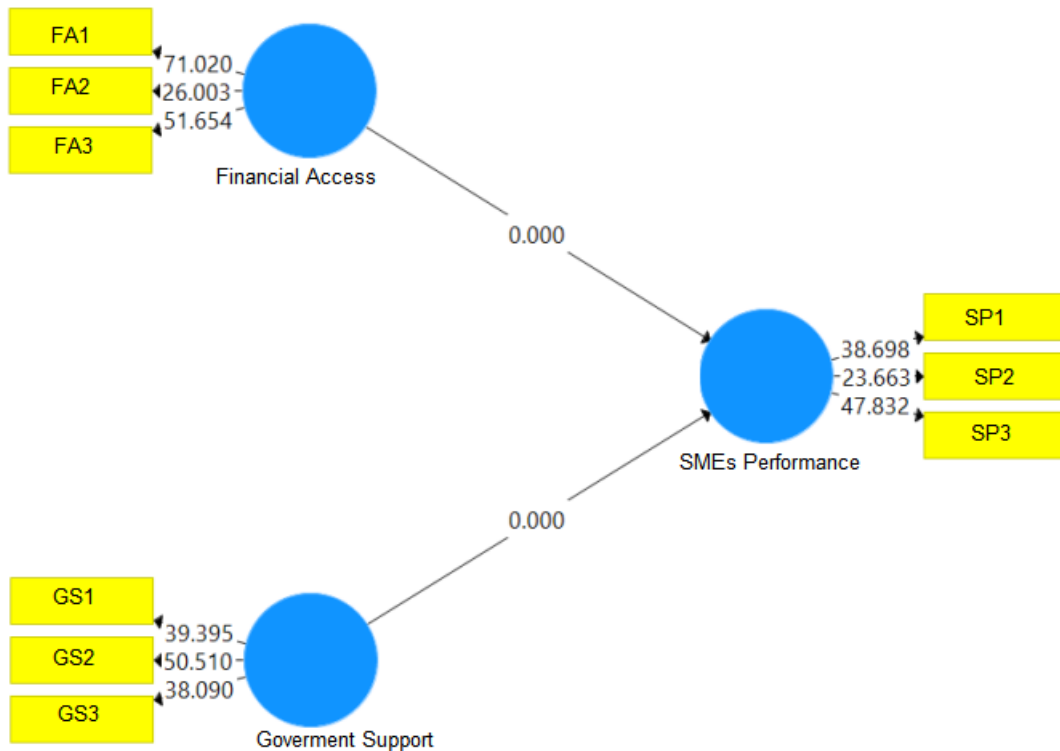 FA1
71.020
FA2
26.003
FA3
51.654
Financial Access
0.000
SP1
38.698
SP2
23.663
SP3
47.832
SMEs Performance
0.000
GS1
39.395
GS2
50.510
GS3
38.090
Goverment Support